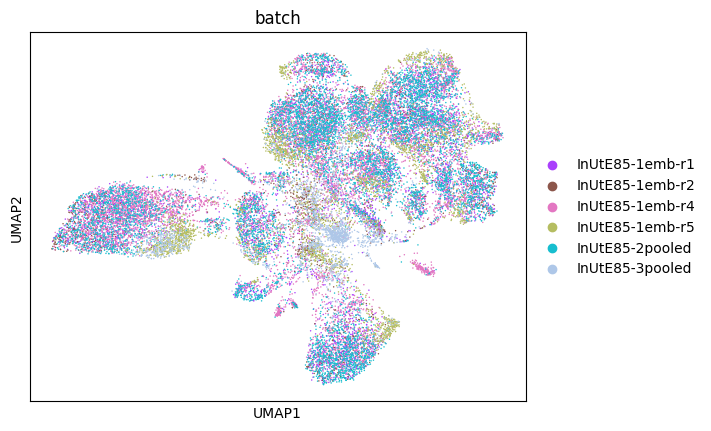 batch
UMAP2
UMAP1
InUtE85-1emb-r1
InUtE85-1emb-r2
InUtE85-1emb-r4
InUtE85-1emb-r5
InUtE85-2pooled
InUtE85-3pooled